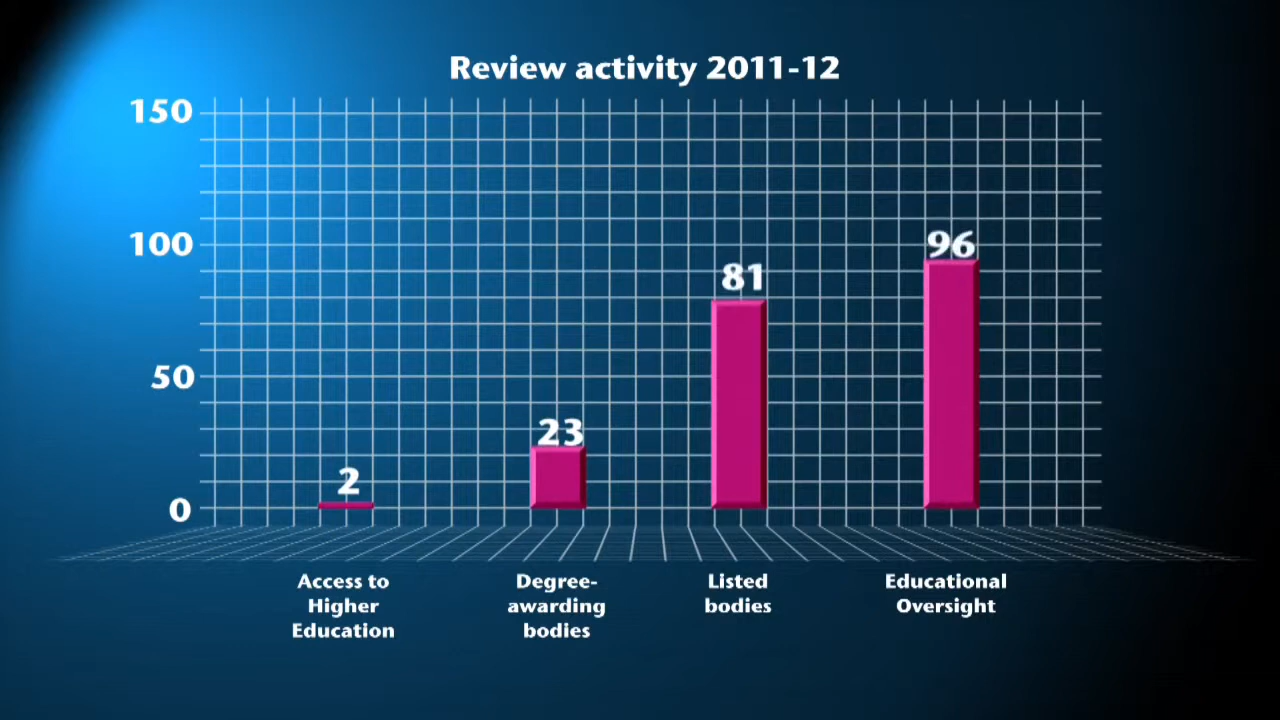 Review activity 2011-12
150
100
50
0
2
23
81
96
Access to
Higher
Education
Degree-
awarding
bodies
Listed
bodies
Educational
Oversight